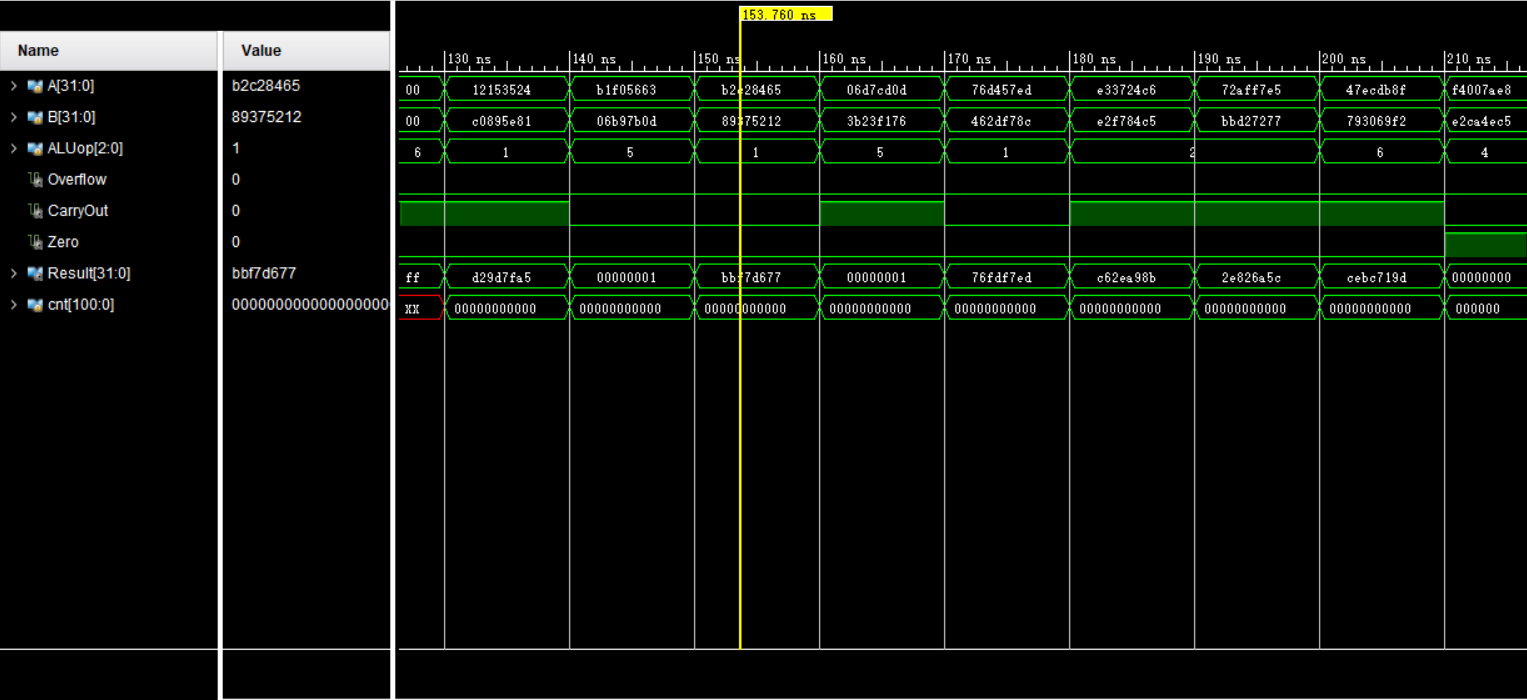 153.760 ns
Name Value
130 ns 140 ns 150 ns 160 ns 170 ns 180 ns 190 ns 200 ns 210 ns
A[31:0] b2c28465 00 12153524 b1f05663 b2c28465 06d7cd0d 76d457ed e33724c6 72aff7e5 47ecdb8f f4007ae8
B[31:0] 89375212 00 c0895e81 06b97b0d 89375212 3b23f176 462df78c e2f784c5 bbd27277 793069f2 e2ca4ec5
ALUop[2:0] 1 6 1 5 1 5 1 2 6 4
Overflow 0
CarryOut 0
Zero 0
Result[31:0] bbf7d677 ff d29d7fa5 00000001 bbf7d677 00000001 76fdf7ed c62ea98b 2e826a5c cebc719d 00000000
cnt[100:0] 000000000000000000 XX 00000000000 00000000000 00000000000 00000000000 00000000000 00000000000 00000000000 00000000000 000000